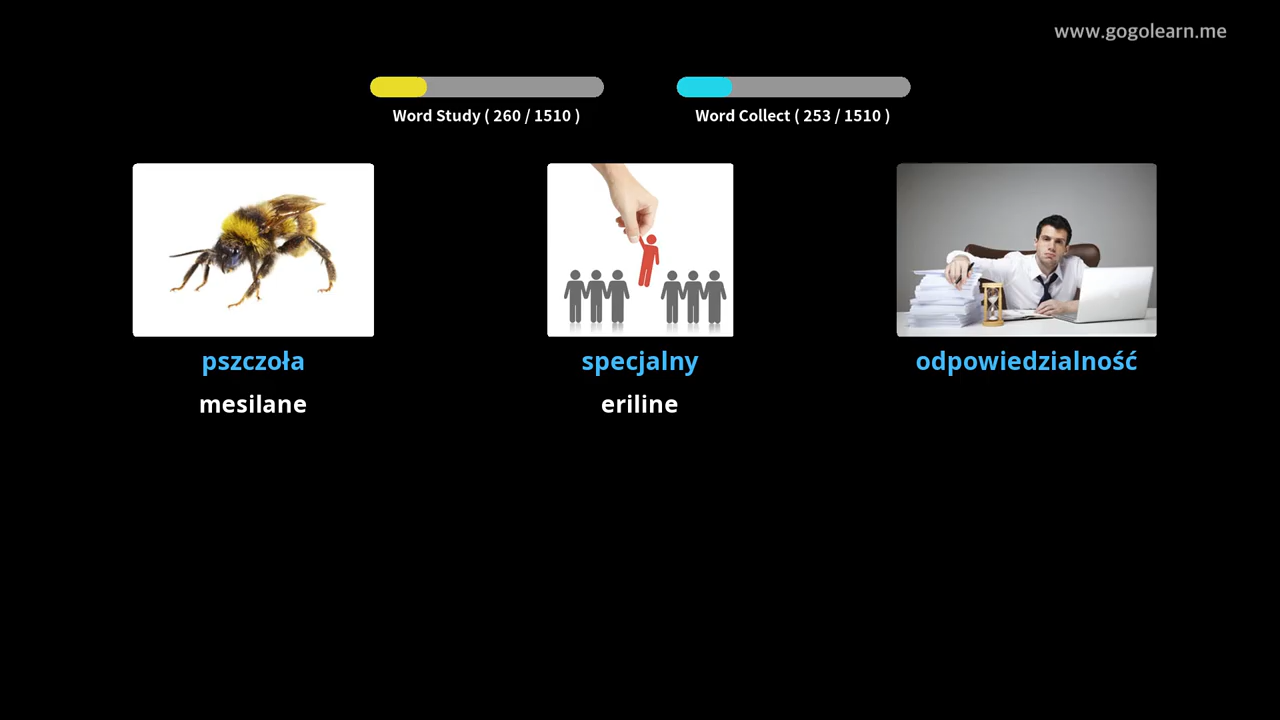 www.gogolearn.me
Word Study ( 260 / 1510 )
Word Collect ( 253 / 1510 )
pszczoła
mesilane
specjalny
eriline
odpowiedzialność